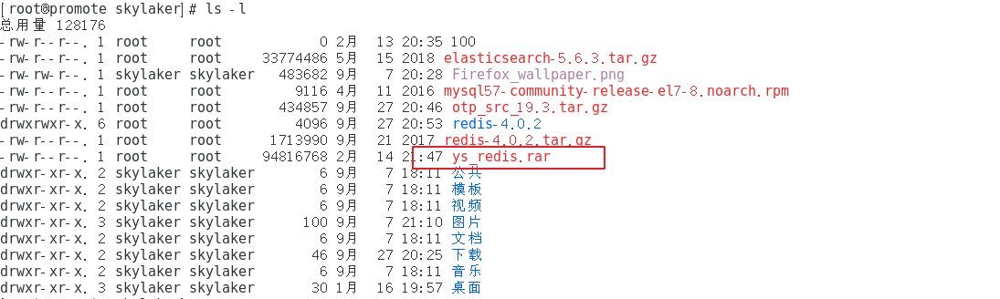 [root@promote skylaker]# ls -l
总用量 128176
-rw-r--r--. 1 root     root            0 2月  13 20:35 100
-rw-r--r--. 1 root     root     33774486 5月  15 2018 elasticsearch-5.6.3.tar.gz
-rw-rw-r--. 1 skylaker skylaker   483682 9月   7 20:28 Firefox_wallpaper.png
-rw-r--r--. 1 root     root         9116 4月  11 2016 mysql57-community-release-el7-8.noarch.rpm
-rw-r--r--. 1 root     root       434857 9月  27 20:46 otp_src_19.3.tar.gz
drwxrwxr-x. 6 root     root         4096 9月  27 20:53 redis-4.0.2
-rw-r--r--. 1 root     root      1713990 9月  21 2017 redis-4.0.2.tar.gz
-rw-r--r--. 1 root     root     94816768 2月  14 21:47 ys_redis.rar
drwxr-xr-x. 2 skylaker skylaker        6 9月   7 18:11 公共
drwxr-xr-x. 2 skylaker skylaker        6 9月   7 18:11 模板
drwxr-xr-x. 2 skylaker skylaker        6 9月   7 18:11 视频
drwxr-xr-x. 3 skylaker skylaker      100 9月   7 21:10 图片
drwxr-xr-x. 2 skylaker skylaker        6 9月   7 18:11 文档
drwxr-xr-x. 2 skylaker skylaker       46 9月  27 20:25 下载
drwxr-xr-x. 2 skylaker skylaker        6 9月   7 18:11 音乐
drwxr-xr-x. 3 skylaker skylaker       30 1月  16 19:57 桌面